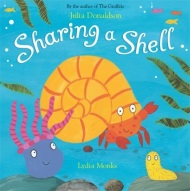 By the author of The Gruffalo
Julia Donaldson
Sharing a Shell
Lydia Monks